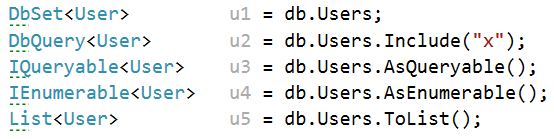 DbSet<User> u1 = db.Users;
DbQuery<User> u2 = db.Users.Include("x");
IQueryable<User> u3 = db.Users.AsQueryable();
IEnumerable<User> u4 = db.Users.AsEnumerable();
List<User> u5 = db.Users.ToList();